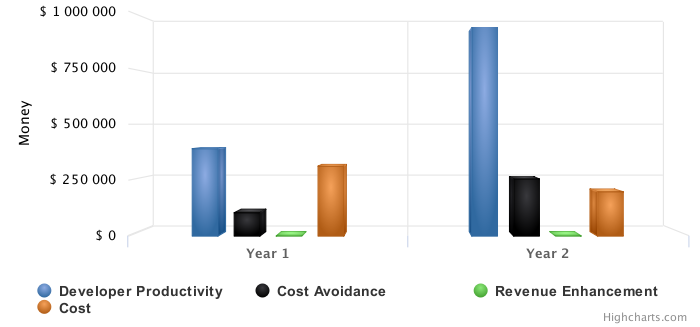 $ 1 000 000
$ 750 000
$ 500 000
$ 250 000
$ 0
Money
Year 1
Year 2
Developer Productivity
Cost Avoidance
Revenue Enhancement
Cost
Highcharts.com